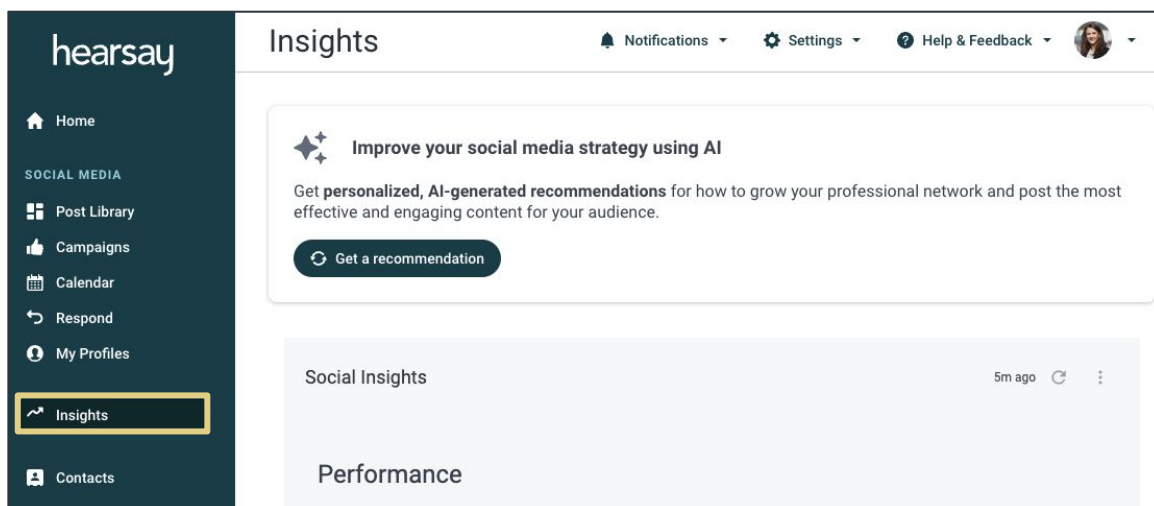 hearsay
Home
SOCIAL MEDIA
Post Library
Campaigns
Calendar
Respond
My Profiles
Insights
Contacts
Insights
Notifications
Settings
Help & Feedback
Improve your social media strategy using AI
Get personalized, AI-generated recommendations for how to grow your professional network and post the most
effective and engaging content for your audience.
Get a recommendation
Social Insights
5m ago
Performance